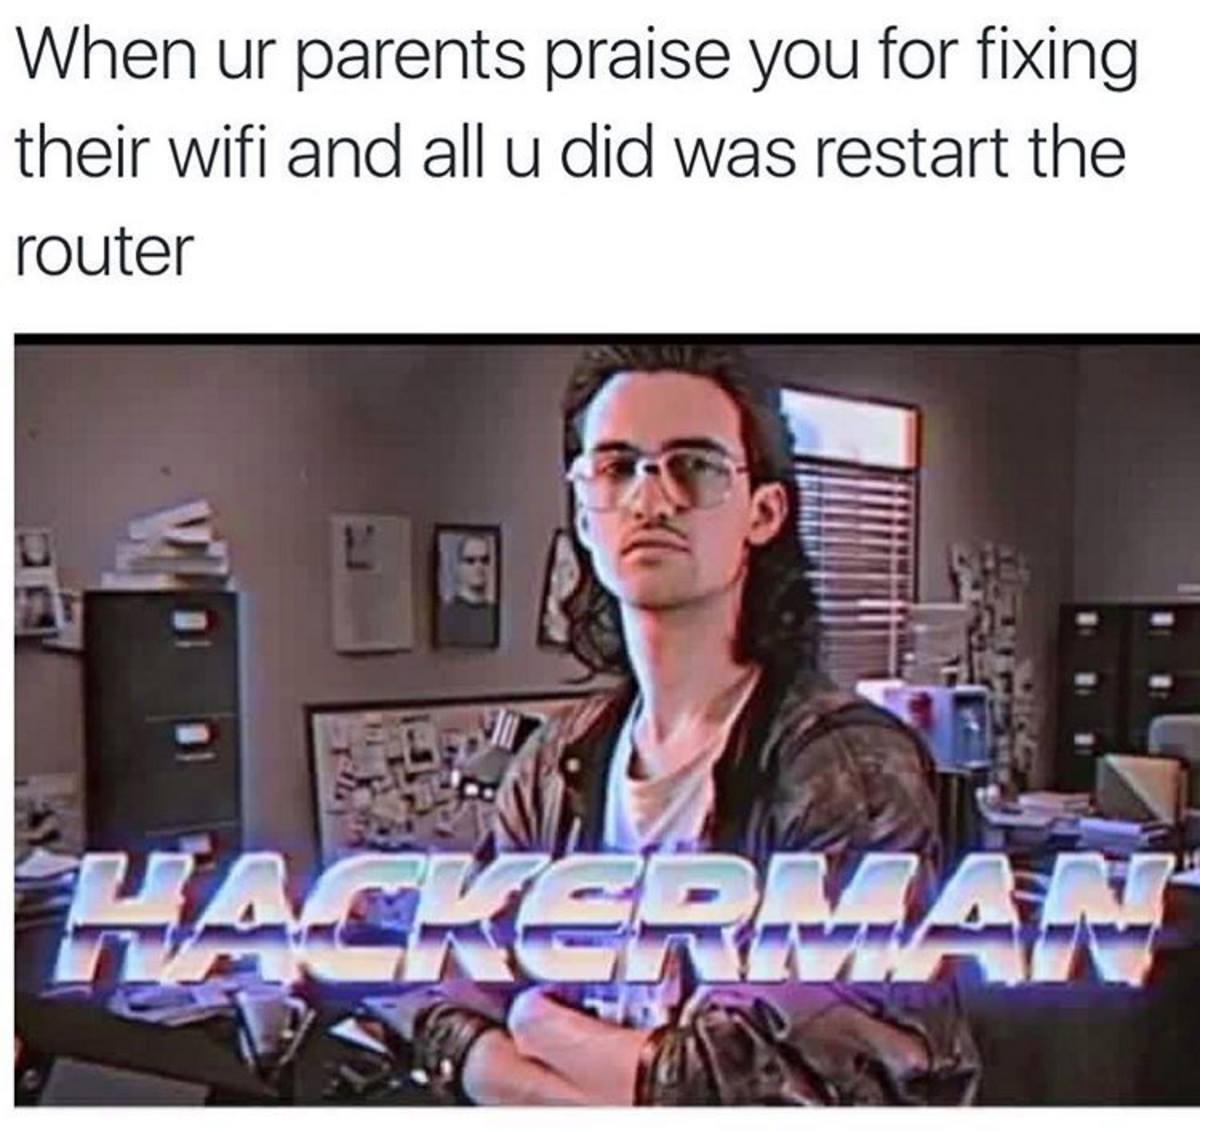 When ur parents praise you for fixing
their wifi and all u did was restart the
router
HACKERMAN